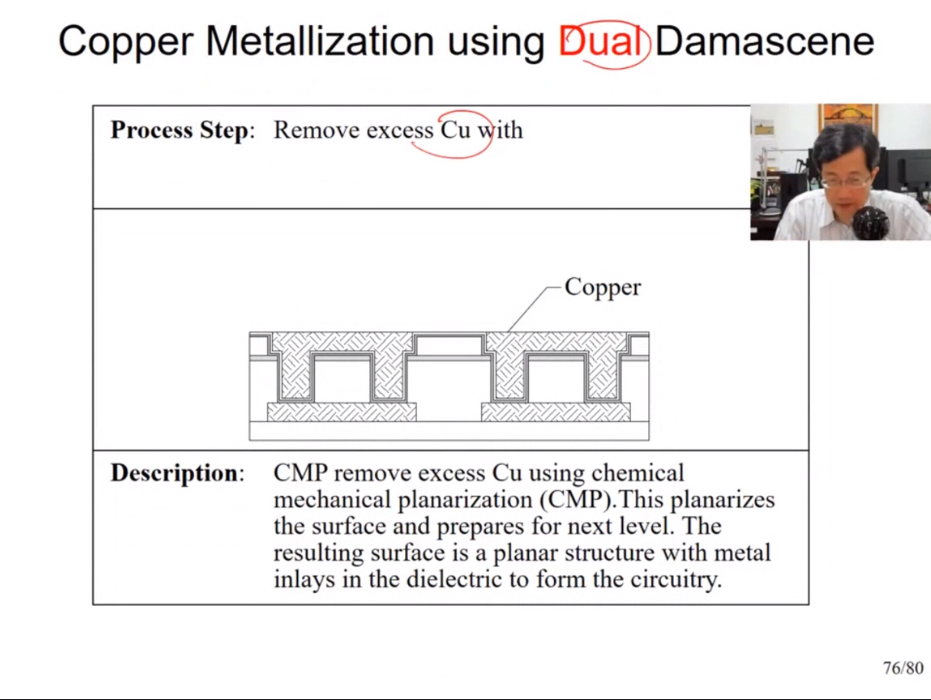 Copper Metallization using Dual Damascene
Process Step: Remove excess Cu with
Copper
Description: CMP remove excess Cu using chemical
mechanical planarization (CMP).This planarizes
the surface and prepares for next level. The
resulting surface is a planar structure with metal
inlays in the dielectric to form the circuitry.
76/80